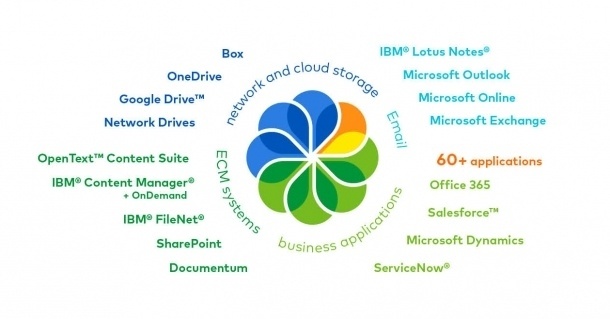 Box
OneDrive
Google Drive™
Network Drives
network and cloud storage
IBM® Lotus Notes®
Microsoft Outlook
Microsoft Online
Microsoft Exchange
Email
OpenText™ Content Suite
IBM® Content Manager®
+ OnDemand
IBM® FileNet®
SharePoint
Documentum
ECM systems
60+ applications
Office 365
Salesforce™
Microsoft Dynamics
ServiceNow®
business applications